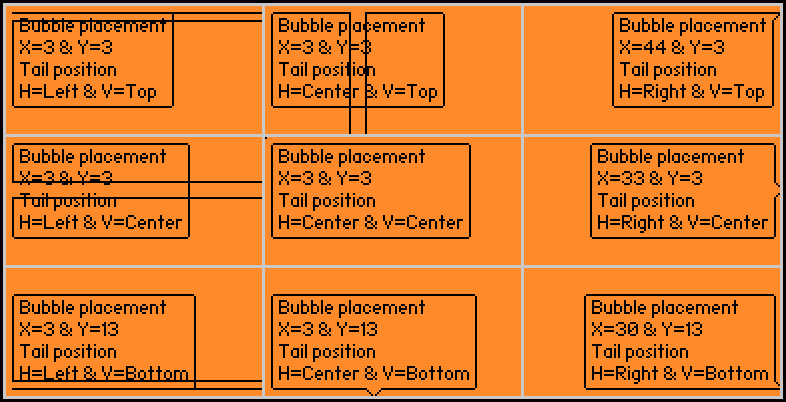 Bubble placement
X=3 & Y=3
Tail position
H=Left & V=Top
Bubble placement
X=3 & Y=3
Tail position
H=Center & V=Top
Bubble placement
X=44 & Y=3
Tail position
H=Right & V=Top
Bubble placement
X=3 & Y=3
Tail position
H=Left & V=Center
Bubble placement
X=3 & Y=3
Tail position
H=Center & V=Center
Bubble placement
X=33 & Y=3
Tail position
H=Right & V=Center
Bubble placement
X=3 & Y=13
Tail position
H=Left & V=Bottom
Bubble placement
X=3 & Y=13
Tail position
H=Center & V=Bottom
Bubble placement
X=30 & Y=13
Tail position
H=Right & V=Bottom